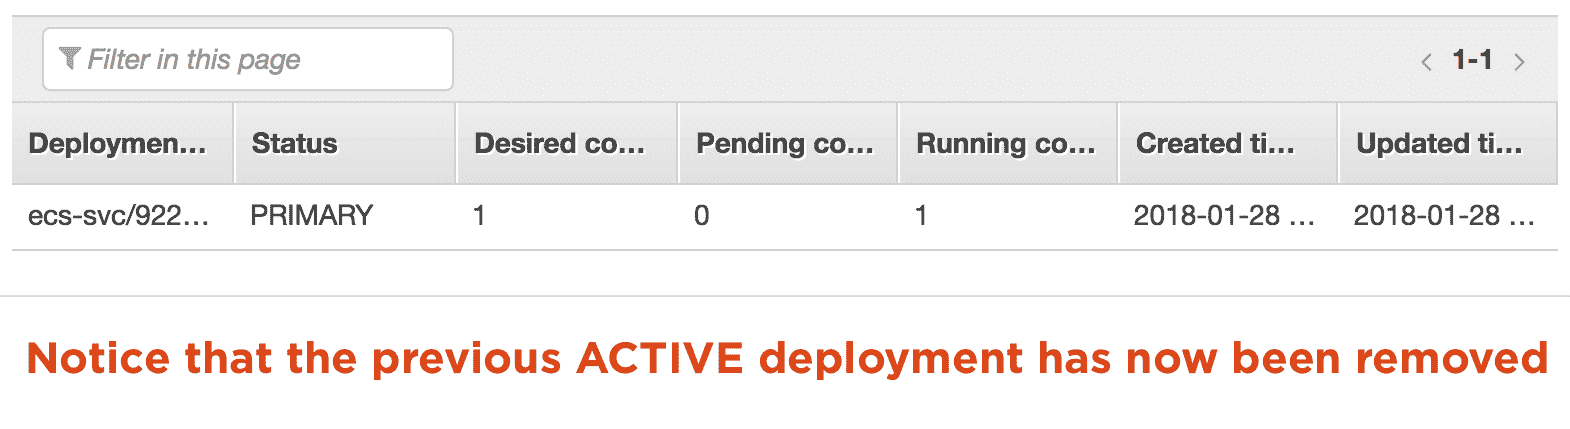 Filter in this page
1-1
Deploymen... Status Desired co... Pending co... Running co... Created ti... Updated ti...
ecs-svc/922... PRIMARY 1 0 1 2018-01-28 ... 2018-01-28 ...
Notice that the previous ACTIVE deployment has now been removed